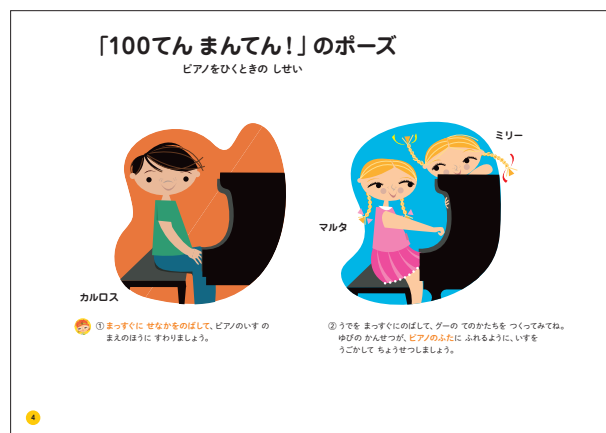 「100てん まんてん!」のポーズ
ピアノをひくときの しせい
カルロス
① まっすぐに せなかをのばして、ピアノのいす の
まえのほうに すわりましょう。
ミリー
マルタ
② うでを まっすぐにのばして、グーの てのかたちを つくってみてね。
ゆびの かんせつが、ピアノのふたに ふれるように、いすを
うごかして ちょうせつしましょう。
4